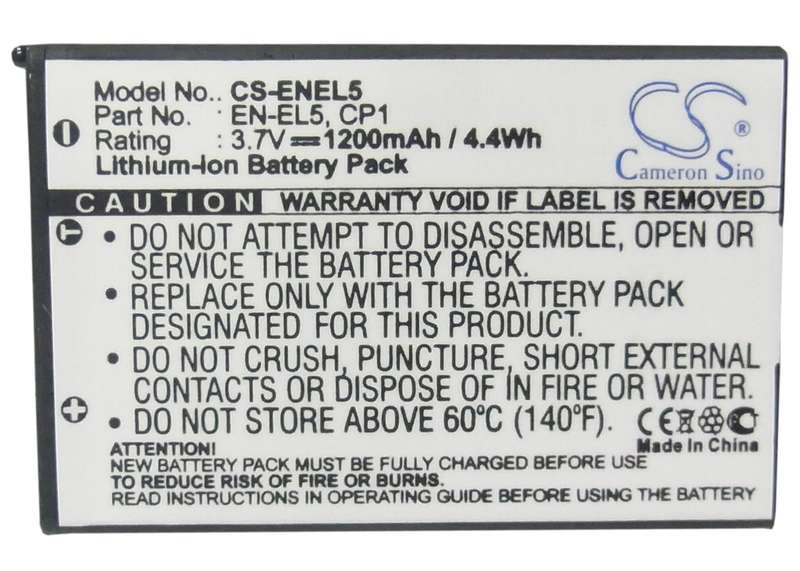 Model No.: CS-ENEL5
Part No. : EN-EL5, CP1
Rating : 3.7V⎓1200mAh / 4.4Wh
Lithium-Ion Battery Pack
CS ®
Cameron Sino
CAUTION WARRANTY VOID IF LABEL IS REMOVED
• DO NOT ATTEMPT TO DISASSEMBLE, OPEN OR
SERVICE THE BATTERY PACK.
• REPLACE ONLY WITH THE BATTERY PACK
DESIGNATED FOR THIS PRODUCT.
• DO NOT CRUSH, PUNCTURE, SHORT EXTERNAL
CONTACTS OR DISPOSE OF IN FIRE OR WATER.
• DO NOT STORE ABOVE 60°C (140°F). CE
Made In China
ATTENTION!
NEW BATTERY PACK MUST BE FULLY CHARGED BEFORE USE
TO REDUCE RISK OF FIRE OR INJURY
READ INSTRUCTIONS IN OPERATING GUIDE BEFORE USING THE BATTERY
T